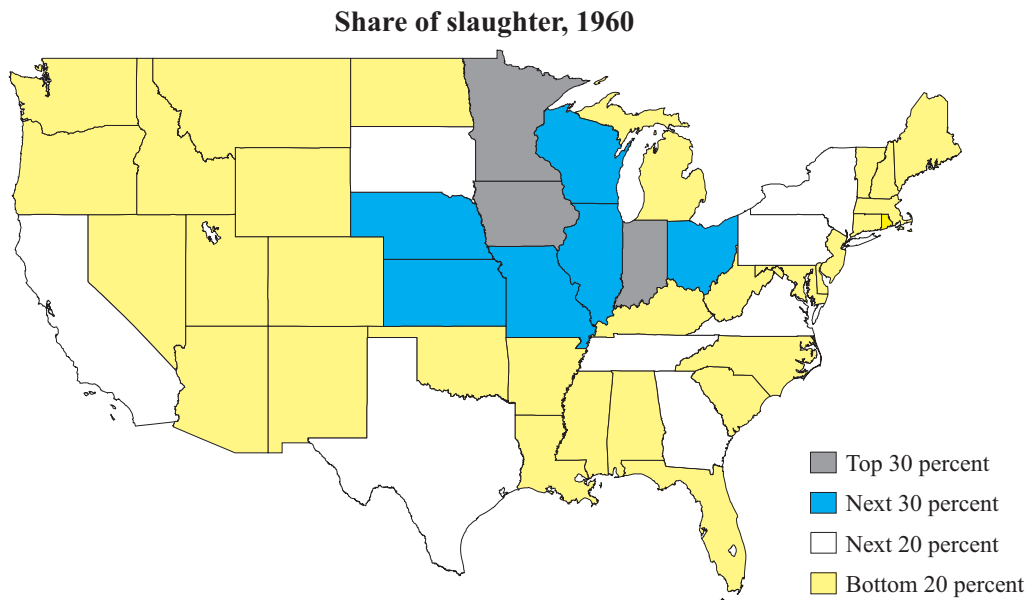 Share of slaughter, 1960
Top 30 percent
Next 30 percent
Next 20 percent
Bottom 20 percent